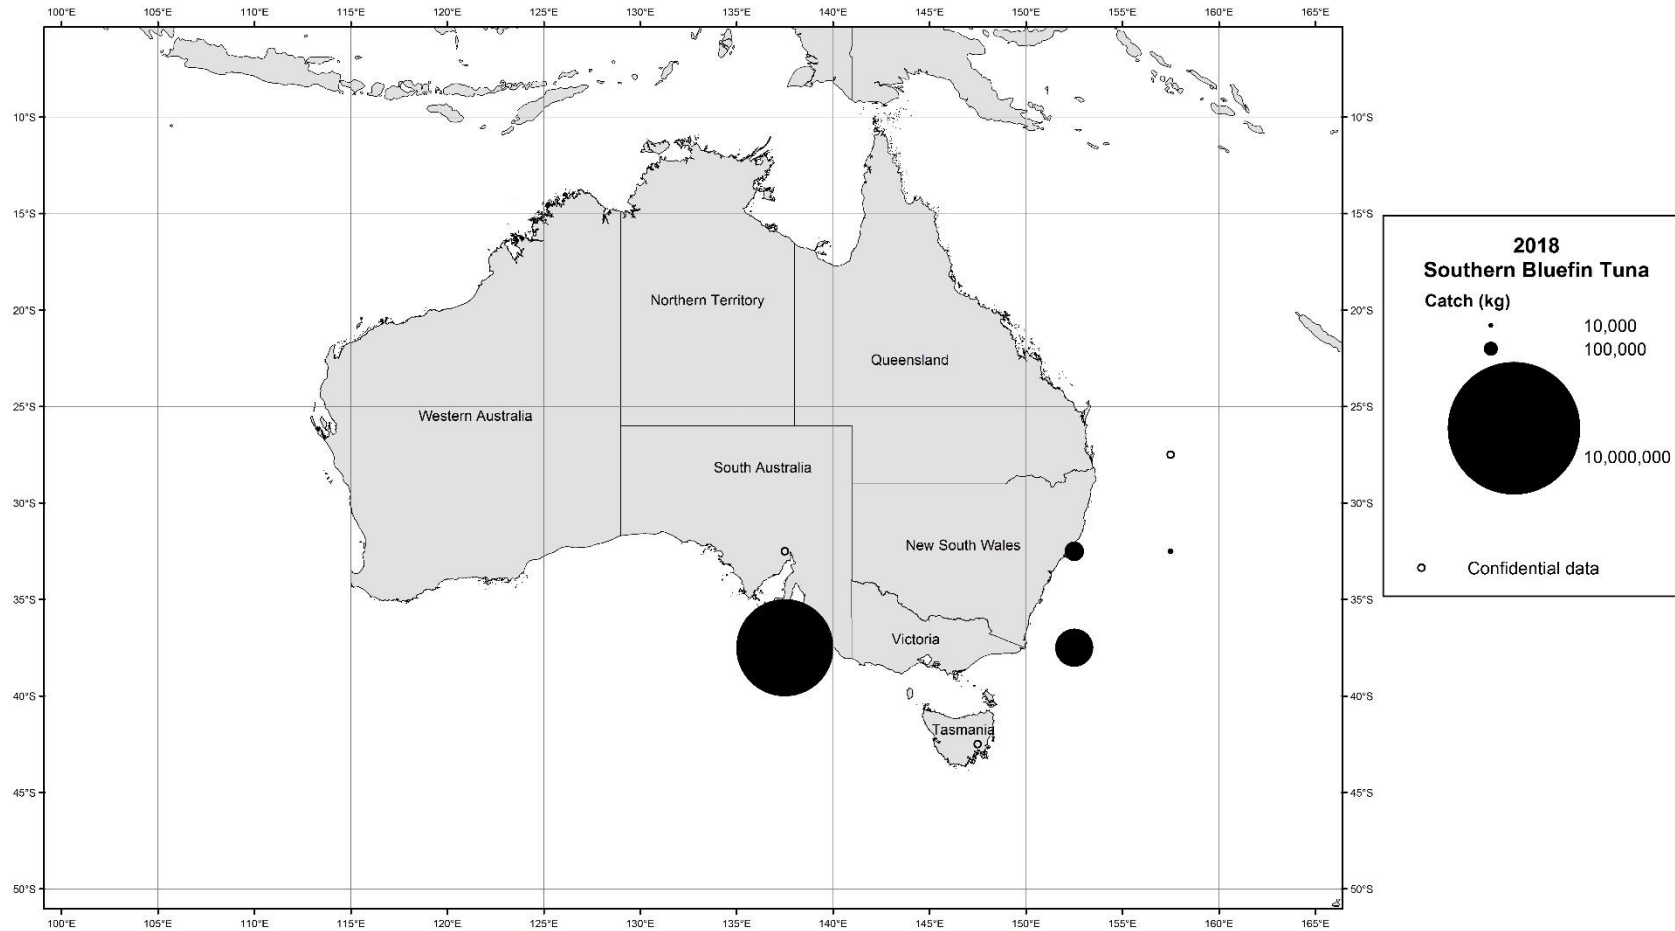 100°E 105°E 110°E 115°E 120°E 125°E 130°E 135°E 140°E 145°E 150°E 155°E 160°E 165°E
10°S 10°S
15°S 15°S
20°S 20°S
25°S 25°S
30°S 30°S
35°S 35°S
40°S 40°S
45°S 45°S
50°S 50°S
Northern Territory
Queensland
Western Australia
South Australia
New South Wales
Victoria
Tasmania
100°E 105°E 110°E 115°E 120°E 125°E 130°E 135°E 140°E 145°E 150°E 155°E 160°E 165°E
2018
Southern Bluefin Tuna
Catch (kg)
10,000
100,000
10,000,000
Confidential data